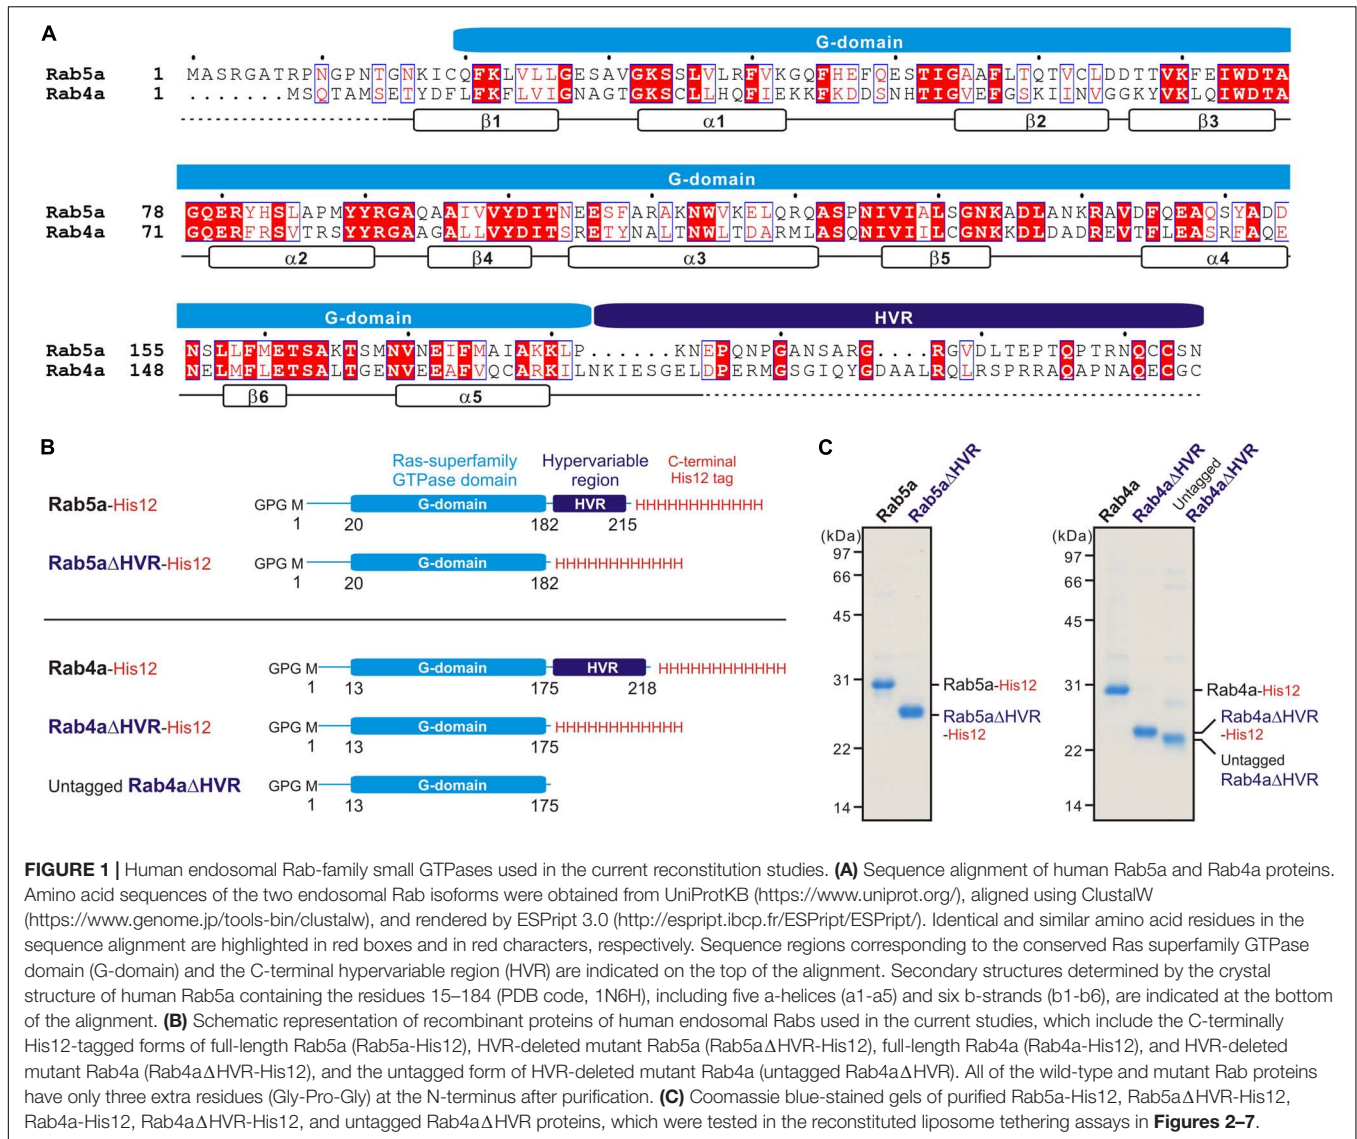 A
G-domain
Rab5a 1 MASRGATRPNGPNTGNKICQFKLVLLGESAVGKSSLVLRFVKGQFHEFQESTIGAAFLTQTVCLDDTTVKFEIWDTA
Rab4a 1 .......MSQTAMSETYDFLFKFLVIGNAGTGKSCLLHQFIEKKFKDDSNHTIGVEFGSKIINVGGKYVKLQIWDTA
β1 α1 β2 β3
G-domain
Rab5a 78 GQERYHSLAPMYYRGAQAAIVVYDITNEESFARAKNWVKELQRQASPNIVIALSGNKADLANKRAVDFQEAQSYADD
Rab4a 71 GQERFRSVTRSYYRGAAGALLVYDITSRETYNALTNWLTDARMLASQNIVIILCGNKKDLDADREVTFLEASRFAQE
α2 β4 α3 β5 α4
G-domain HVR
Rab5a 155 NSLLFMETSAKTSMNVNEIFMAIAKKLP......KNEPQNPGANSARG....RGVDLTEPTQPTRNQCCSN
Rab4a 148 NELMFLETSALTGENVEEAFVQCARKILNKIESGELDPERMGSGIQYGDAALRQLRSPRRAQAPNAQECGC
β6 α5
B
Ras-superfamily GTPase domain Hypervariable region C-terminal His12 tag
Rab5a-His12 GPG M G-domain HVR HHHHHHHHHHHH
1 20 182 215
Rab5aΔHVR-His12 GPG M G-domain HHHHHHHHHHHH
1 20 182
Rab4a-His12 GPG M G-domain HVR HHHHHHHHHHHH
1 13 175 218
Rab4aΔHVR-His12 GPG M G-domain HHHHHHHHHHHH
1 13 175
Untagged Rab4aΔHVR GPG M G-domain
1 13 175
C
Rab5a Rab5aΔHVR
(kDa)
97
66
45
31
22
14
Rab5a-His12
Rab5aΔHVR
-His12
Rab4a Rab4aΔHVR Untagged Rab4aΔHVR
(kDa)
97
66
45
31
22
14
Rab4a-His12
Rab4aΔHVR
-His12
Untagged
Rab4aΔHVR
FIGURE 1 | Human endosomal Rab-family small GTPases used in the current reconstitution studies. (A) Sequence alignment of human Rab5a and Rab4a proteins.
Amino acid sequences of the two endosomal Rab isoforms were obtained from UniProtKB (https://www.uniprot.org/), aligned using ClustalW
(https://www.genome.jp/tools-bin/clustalw), and rendered by ESPript 3.0 (http://espript.ibcp.fr/ESPript/ESPript/). Identical and similar amino acid residues in the
sequence alignment are highlighted in red boxes and in red characters, respectively. Sequence regions corresponding to the conserved Ras superfamily GTPase
domain (G-domain) and the C-terminal hypervariable region (HVR) are indicated on the top of the alignment. Secondary structures determined by the crystal
structure of human Rab5a containing the residues 15–184 (PDB code, 1N6H), including five a-helices (a1-a5) and six b-strands (b1-b6), are indicated at the bottom
of the alignment. (B) Schematic representation of recombinant proteins of human endosomal Rabs used in the current studies, which include the C-terminally
His12-tagged forms of full-length Rab5a (Rab5a-His12), HVR-deleted mutant Rab5a (Rab5aΔHVR-His12), full-length Rab4a (Rab4a-His12), and HVR-deleted
mutant Rab4a (Rab4aΔHVR-His12), and the untagged form of HVR-deleted mutant Rab4a (untagged Rab4aΔHVR). All of the wild-type and mutant Rab proteins
have only three extra residues (Gly-Pro-Gly) at the N-terminus after purification. (C) Coomassie blue-stained gels of purified Rab5a-His12, Rab5aΔHVR-His12,
Rab4a-His12, Rab4aΔHVR-His12, and untagged Rab4aΔHVR proteins, which were tested in the reconstituted liposome tethering assays in Figures 2–7.